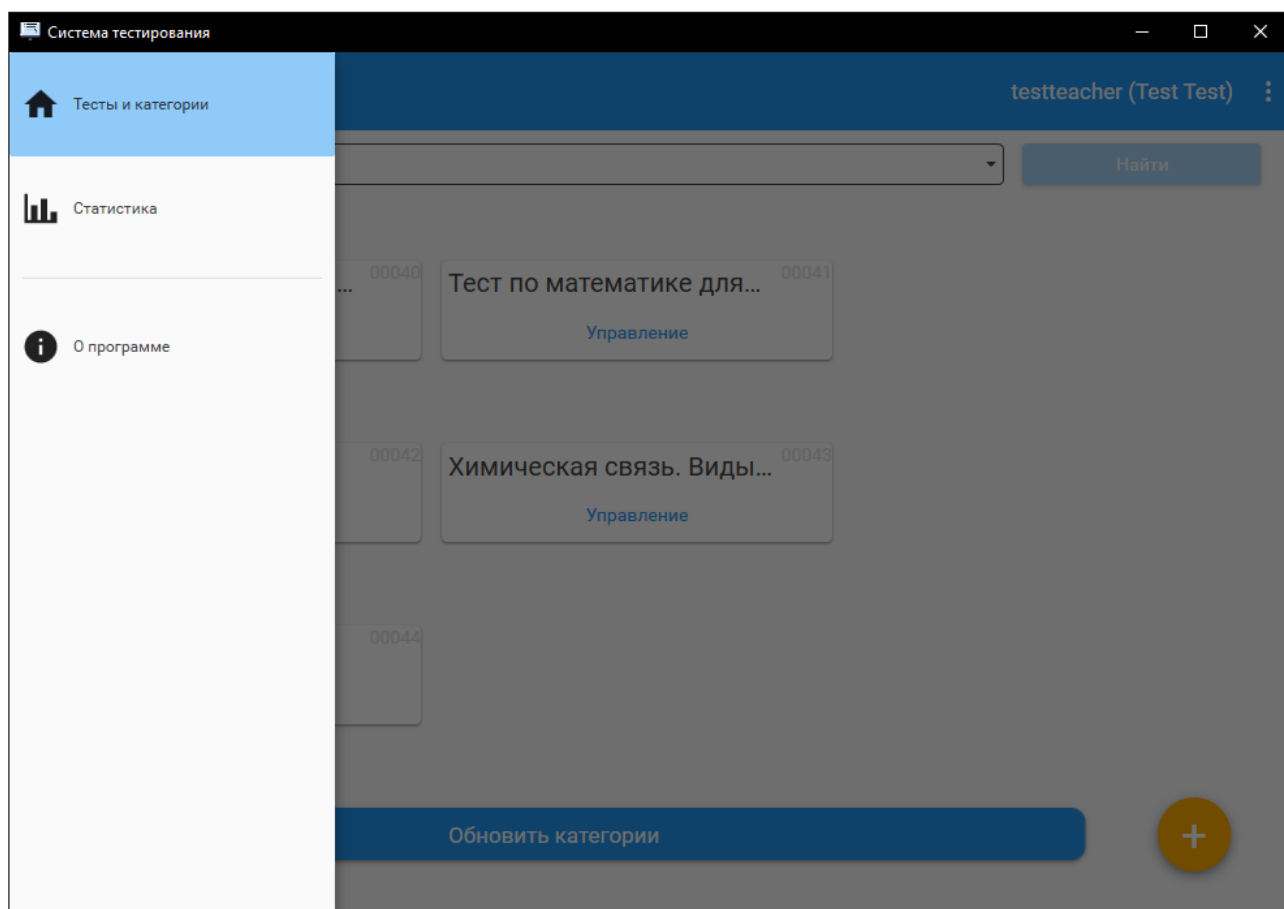 Система тестирования
Тесты и категории
testteacher (Test Test)
Найти
Статистика
... 00040
Тест по математике для... 00041
Управление
О программе
00042
Химическая связь. Виды... 00043
Управление
00044
Обновить категории
+